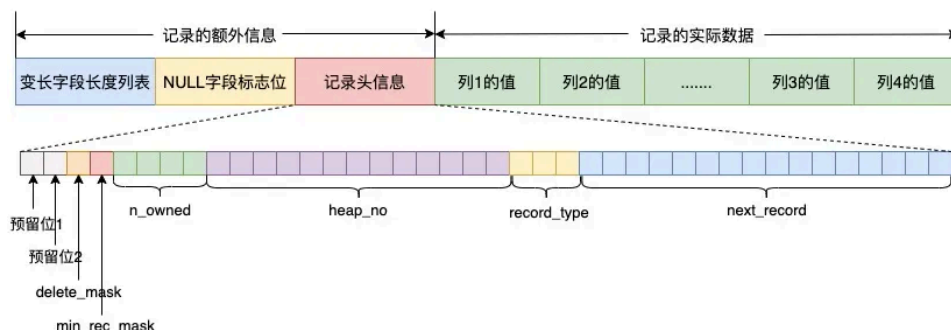 记录的额外信息
记录的实际数据
变长字段长度列表
NULL字段标志位
记录头信息
列1的值
列2的值
.......
列3的值
列4的值
n_owned
heap_no
record_type
next_record
预留位1
预留位2
delete_mask
min_rec_mask